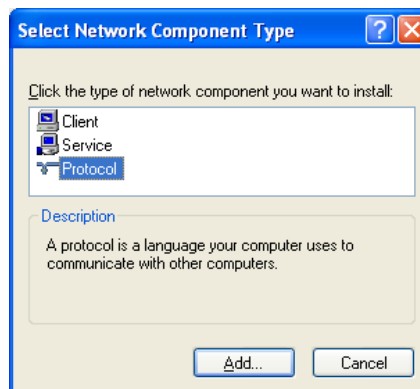 Select Network Component Type
Click the type of network component you want to install:
Client
Service
Protocol
Description
A protocol is a language your computer uses to
communicate with other computers.
Add... Cancel